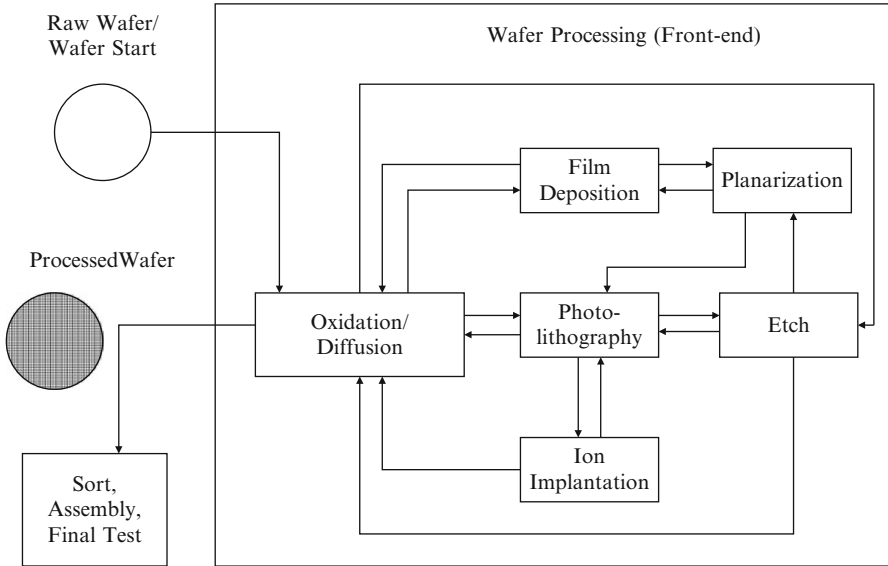 Raw Wafer/
Wafer Start
Wafer Processing (Front-end)
Film
Deposition
Planarization
ProcessedWafer
Oxidation/
Diffusion
Photo-
lithography
Etch
Ion
Implantation
Sort,
Assembly,
Final Test